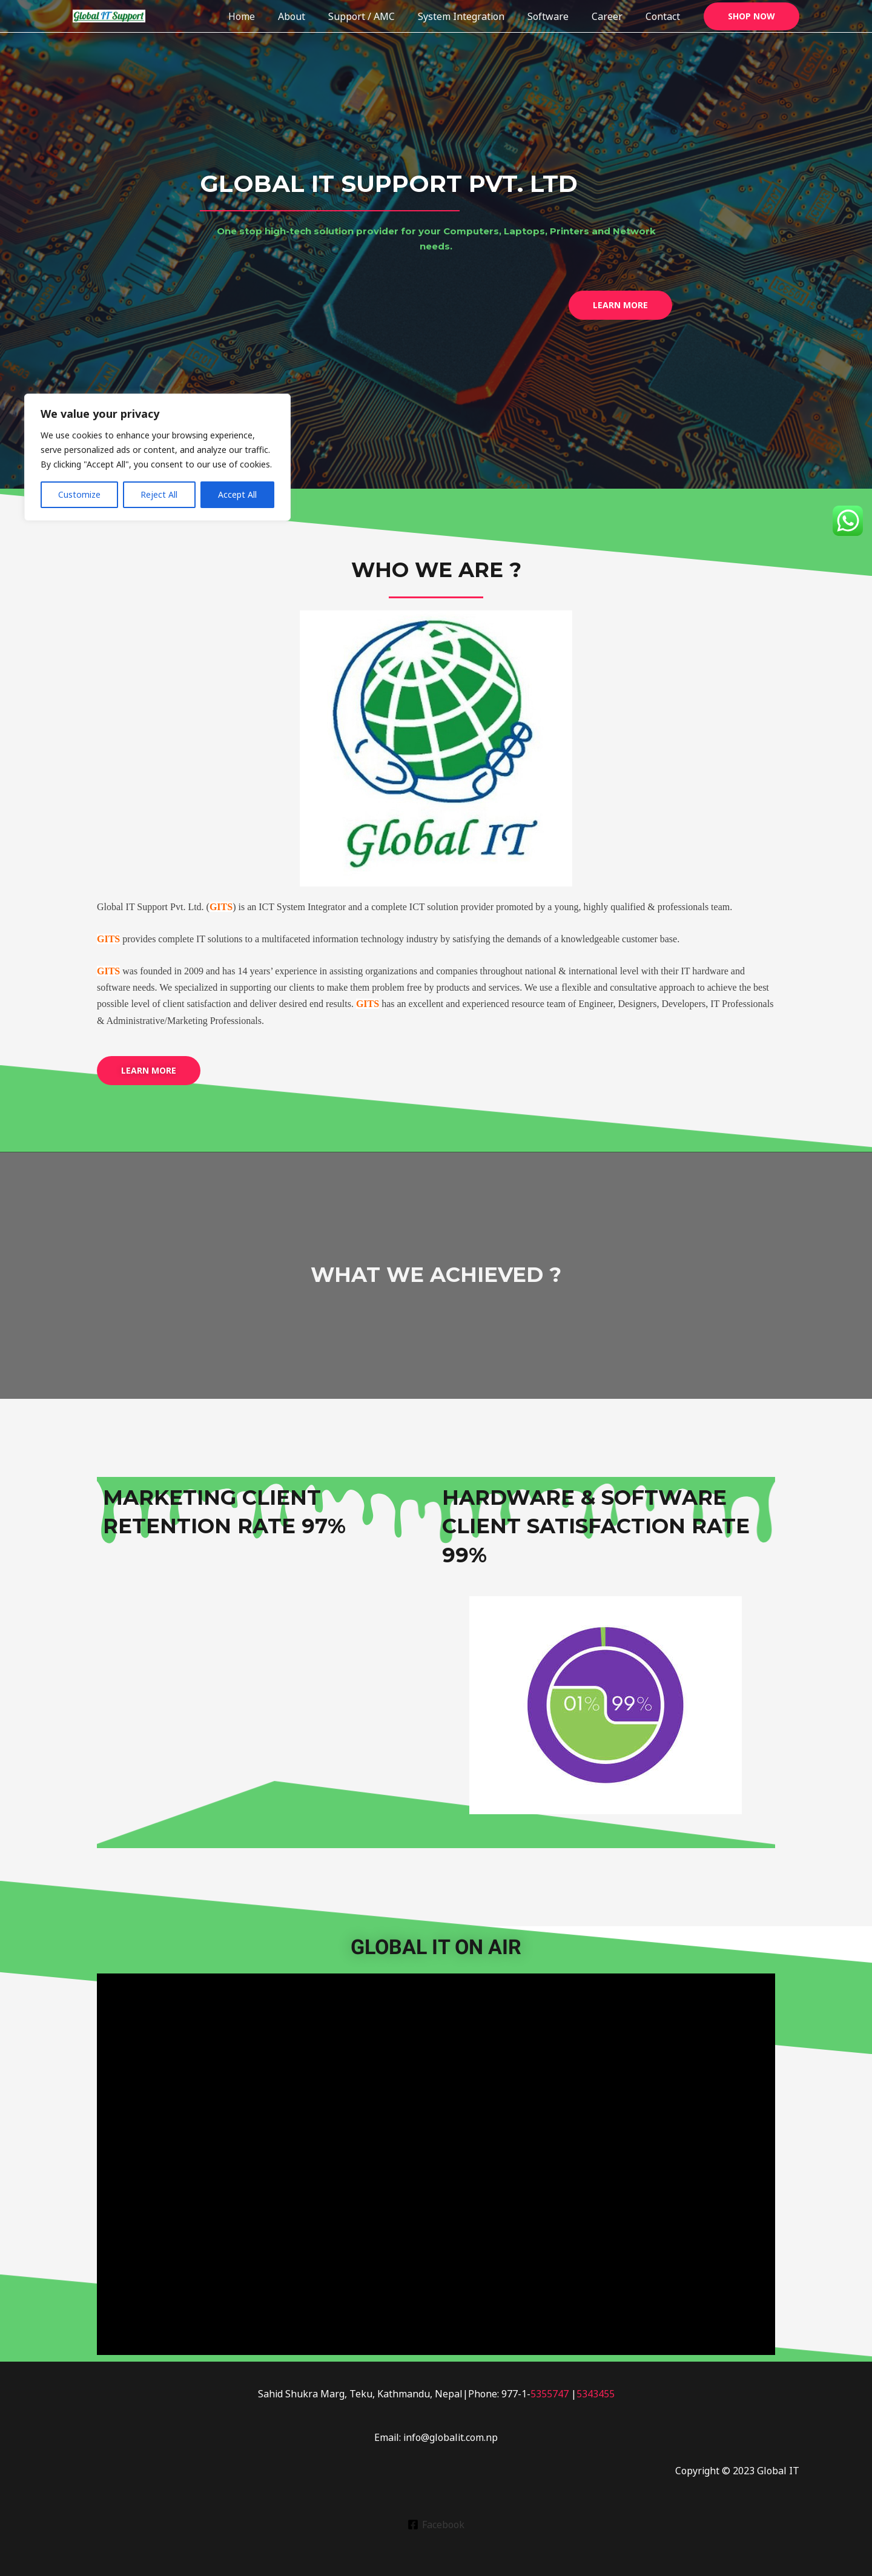 Global IT Support
Home
About
Support / AMC
System Integration
Software
Career
Contact
SHOP NOW
GLOBAL IT SUPPORT PVT. LTD
One stop high-tech solution provider for your Computers, Laptops, Printers and Network
needs.
LEARN MORE
We value your privacy
We use cookies to enhance your browsing experience,
serve personalized ads or content, and analyze our traffic.
By clicking "Accept All", you consent to our use of cookies.
Customize
Reject All
Accept All
WHO WE ARE ?
Global IT
Global IT Support Pvt. Ltd. (GITS) is an ICT System Integrator and a complete ICT solution provider promoted by a young, highly qualified & professionals team.
GITS provides complete IT solutions to a multifaceted information technology industry by satisfying the demands of a knowledgeable customer base.
GITS was founded in 2009 and has 14 years’ experience in assisting organizations and companies throughout national & international level with their IT hardware and
software needs. We specialized in supporting our clients to make them problem free by products and services. We use a flexible and consultative approach to achieve the best
possible level of client satisfaction and deliver desired end results. GITS has an excellent and experienced resource team of Engineer, Designers, Developers, IT Professionals
& Administrative/Marketing Professionals.
LEARN MORE
WHAT WE ACHIEVED ?
MARKETING CLIENT
RETENTION RATE 97%
HARDWARE & SOFTWARE
CLIENT SATISFACTION RATE
99%
01% 99%
GLOBAL IT ON AIR
Sahid Shukra Marg, Teku, Kathmandu, Nepal|Phone: 977-1-5355747 |5343455
Email: info@globalit.com.np
Copyright © 2023 Global IT
Facebook